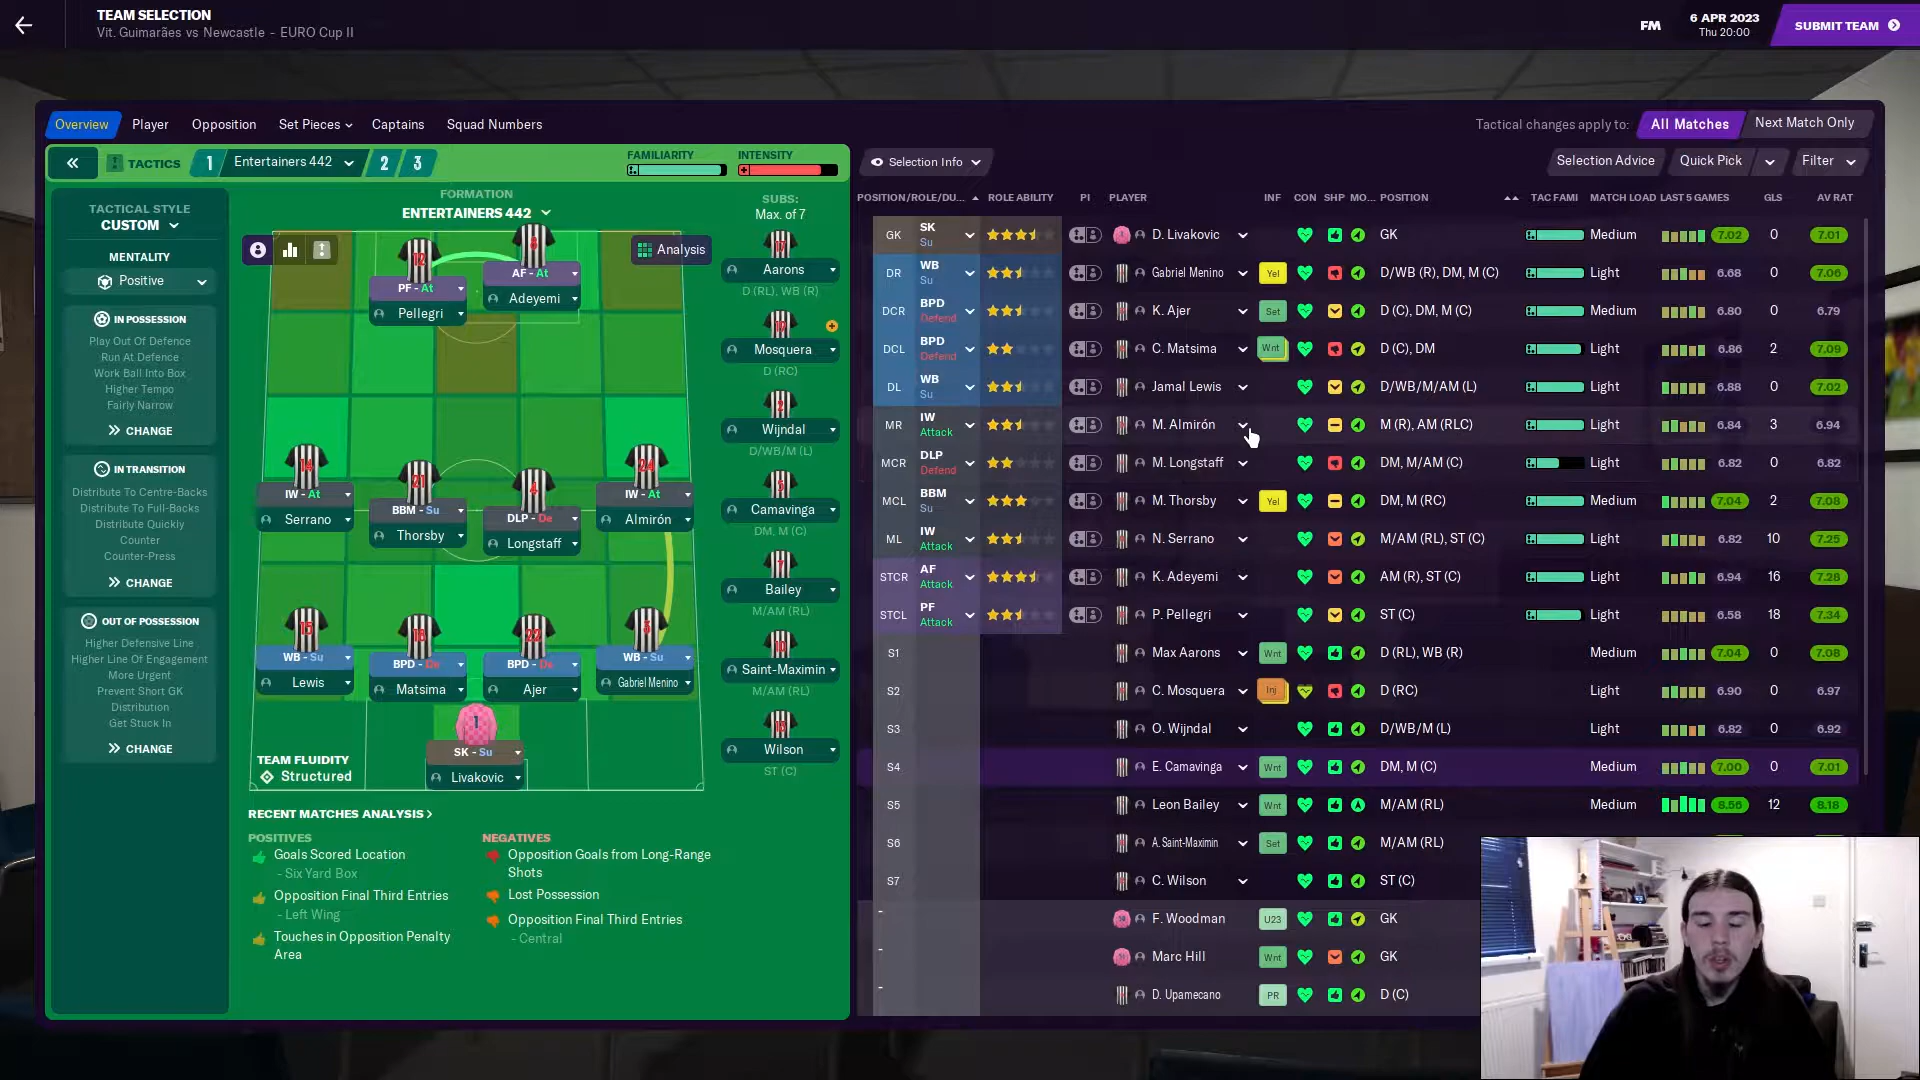 TEAM SELECTION
Vit. Guimarães vs Newcastle - EURO Cup II
FM
6 APR 2023
Thu 20:00
SUBMIT TEAM
Overview Player Opposition Set Pieces Captains Squad Numbers
Tactical changes apply to: All Matches Next Match Only
TACTICS 1 Entertainers 442 2 3
FAMILIARITY INTENSITY
Selection Info Selection Advice Quick Pick Filter
TACTICAL STYLE
CUSTOM
MENTALITY
Positive
IN POSSESSION
Play Out Of Defence
Run At Defence
Work Ball Into Box
Higher Tempo
Fairly Narrow
CHANGE
IN TRANSITION
Distribute To Centre-Backs
Distribute To Full-Backs
Distribute Quickly
Counter
Counter-Press
CHANGE
OUT OF POSSESSION
Higher Defensive Line
Higher Line Of Engagement
More Urgent
Prevent Short GK
Distribution
Get Stuck In
CHANGE
FORMATION
ENTERTAINERS 442
Analysis
PF - At
Pellegri
AF - At
Adeyemi
14
IW - At
Serrano
21
BBM - Su
Thorsby
4
DLP - De
Longstaff
24
IW - At
Almirón
15
WB - Su
Lewis
18
BPD - De
Matsima
22
BPD - De
Ajer
WB - Su
Gabriel Menino
1
SK - Su
Livakovic
TEAM FLUIDITY
Structured
SUBS:
Max. of 7
Aarons
D (RL), WB (R)
Mosquera
D (RC)
2
Wijndal
D/WB/M (L)
Camavinga
DM, M (C)
Bailey
M/AM (RL)
10
Saint-Maximin
M/AM (RL)
Wilson
ST (C)
RECENT MATCHES ANALYSIS >
POSITIVES
Goals Scored Location
- Six Yard Box
Opposition Final Third Entries
- Left Wing
Touches in Opposition Penalty
Area
NEGATIVES
Opposition Goals from Long-Range
Shots
Lost Possession
Opposition Final Third Entries
- Central
POSITION/ROLE/DU... ROLE ABILITY PI PLAYER INF CON SHP MO... POSITION TAC FAMI MATCH LOAD LAST 5 GAMES GLS AV RAT
GK SK Su D. Livakovic GK Medium 7.02 0 7.01
DR WB Su Gabriel Menino Yel D/WB (R), DM, M (C) Light 6.68 0 7.06
DCR BPD Defend K. Ajer Set D (C), DM, M (C) Medium 6.80 0 6.79
DCL BPD Defend C. Matsima Wnt D (C), DM Light 6.86 2 7.09
DL WB Su Jamal Lewis D/WB/M/AM (L) Light 6.88 0 7.02
MR IW Attack M. Almirón M (R), AM (RLC) Light 6.84 3 6.94
MCR DLP Defend M. Longstaff DM, M/AM (C) Light 6.82 0 6.82
MCL BBM Su M. Thorsby Yel DM, M (RC) Medium 7.04 2 7.08
ML IW Attack N. Serrano M/AM (RL), ST (C) Light 6.82 10 7.25
STCR AF Attack K. Adeyemi AM (R), ST (C) Light 6.94 16 7.28
STCL PF Attack P. Pellegri ST (C) Light 6.58 18 7.34
S1 Max Aarons Wnt D (RL), WB (R) Medium 7.04 0 7.08
S2 C. Mosquera Inj D (RC) Light 6.90 0 6.97
S3 O. Wijndal D/WB/M (L) Light 6.82 0 6.92
S4 E. Camavinga Wnt DM, M (C) Medium 7.00 0 7.01
S5 Leon Bailey Wnt M/AM (RL) Medium 8.56 12 8.18
S6 A. Saint-Maximin Set M/AM (RL)
S7 C. Wilson ST (C)
- F. Woodman U23 GK
- Marc Hill Wnt GK
- D. Upamecano PR D (C)